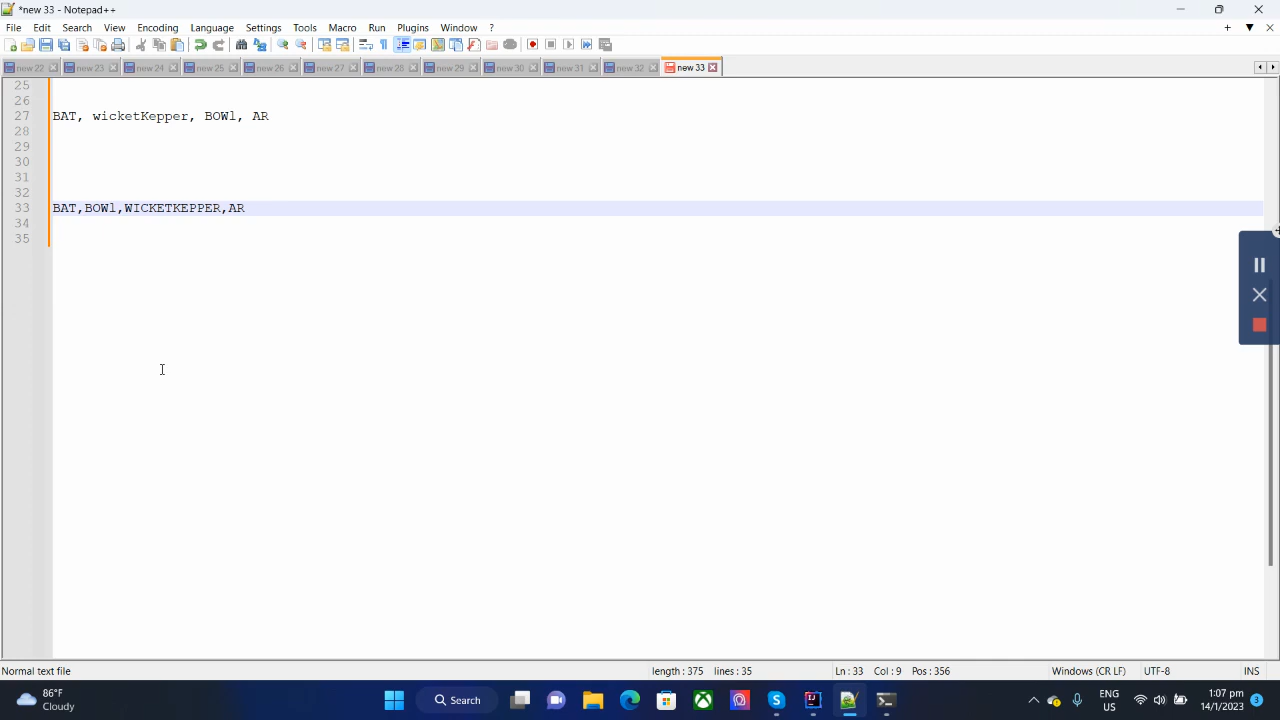 *new 33 - Notepad++
File Edit Search View Encoding Language Settings Tools Macro Run Plugins Window ?
new 22 new 23 new 24 new 25 new 26 new 27 new 28 new 29 new 30 new 31 new 32 new 33
25
26
27 BAT, wicketKepper, BOWl, AR
28
29
30
31
32
33 BAT,BOWl,WICKETKEPPER,AR
34
35
Normal text file length : 375 lines : 35 Ln : 33 Col : 9 Pos : 356 Windows (CR LF) UTF-8 INS
86°F
Cloudy
Search
ENG
US
1:07 pm
14/1/2023
3